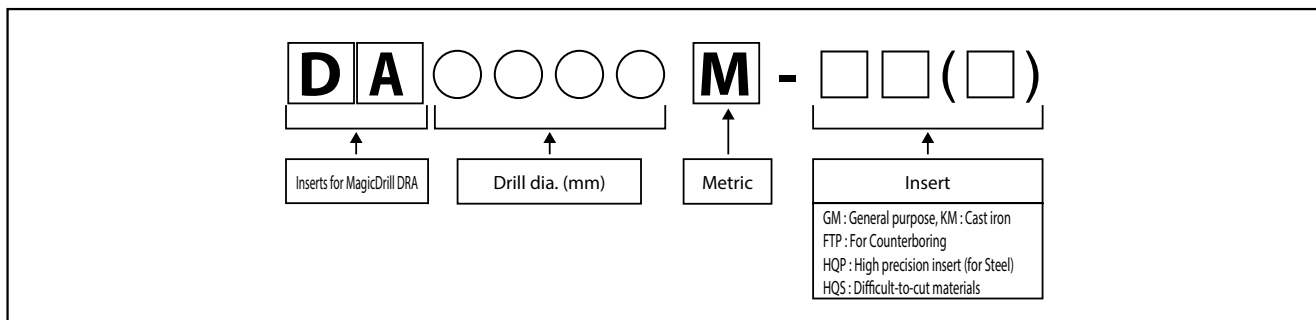 DA○○○○ M - □□(□)
Inserts for MagicDrill DRA
Drill dia. (mm)
Metric
Insert
GM : General purpose, KM : Cast iron
FTP : For Counterboring
HQP : High precision insert (for Steel)
HQS : Difficult-to-cut materials